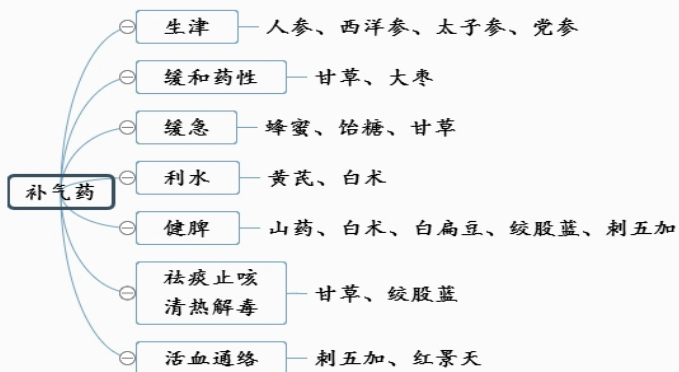 生津 人参、西洋参、太子参、党参
缓和药性 甘草、大枣
缓急 蜂蜜、饴糖、甘草
利水 黄芪、白术
补气药
健脾 山药、白术、白扁豆、绞股蓝、刺五加
祛痰止咳
清热解毒 甘草、绞股蓝
活血通络 刺五加、红景天